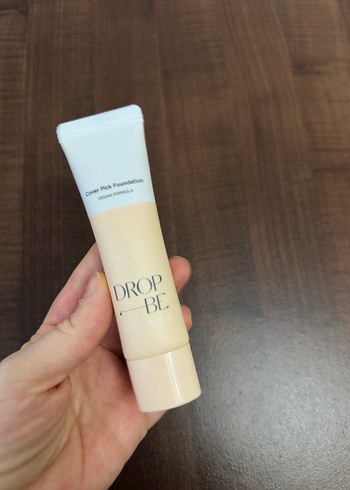 Cover Pick Foundation
VEGAN FORMULA
DROP
BE